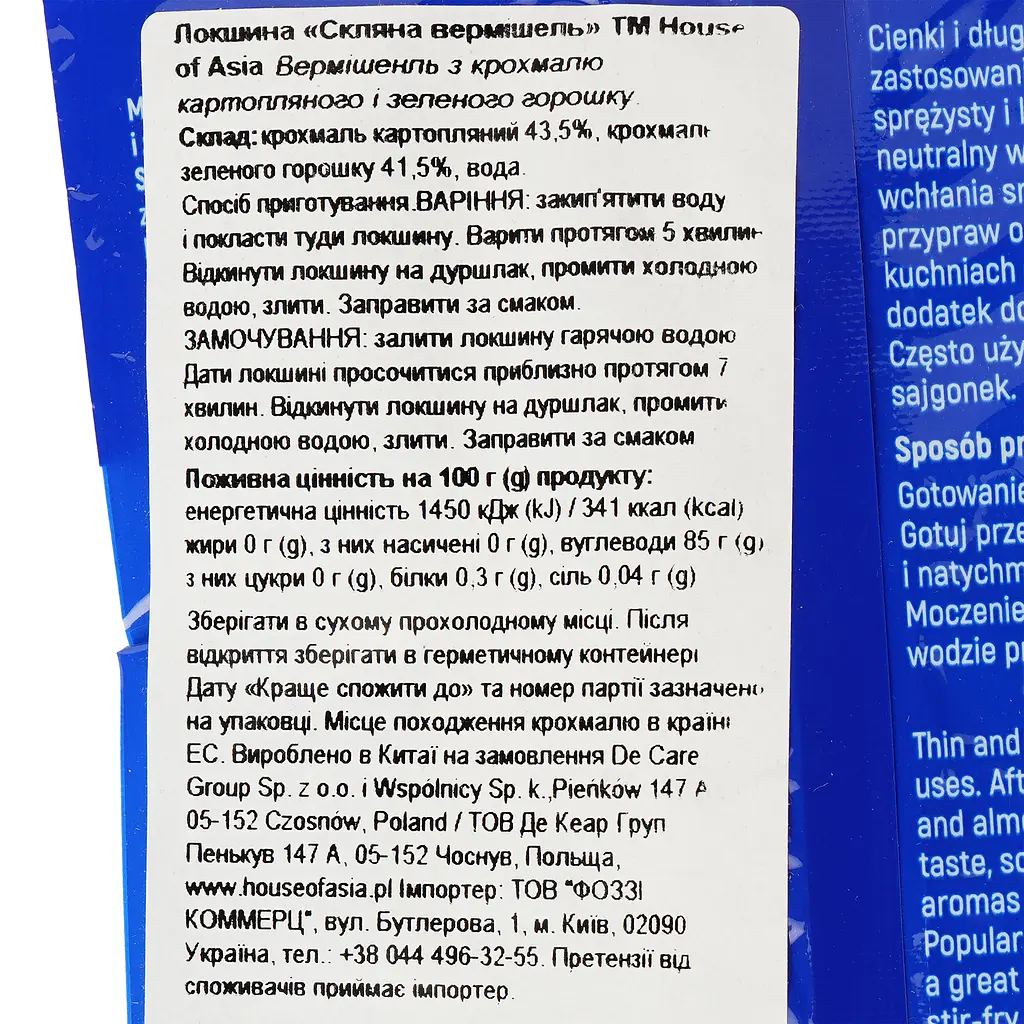 Локшина «Скляна вермішель» ТМ House
of Asia Вермішенль з крохмалю
картопляного і зеленого горошку.
Склад: крохмаль картопляний 43,5%, крохмаль
зеленого горошку 41,5%, вода.
Спосіб приготування.ВАРІННЯ: закип'ятити воду
і покласти туди локшину. Варити протягом 5 хвилин
Відкинути локшину на друшлак, промити холодною
водою, злити. Заправити за смаком.
ЗАМОЧУВАННЯ: залити локшину гарячою водою
Дати локшині просочитися приблизно протягом 7
хвилин. Відкинути локшину на друшлак, промити
холодною водою, злити. Заправити за смаком
Поживна цінність на 100 г (g) продукту:
енергетична цінність 1450 кДж (kJ) / 341 ккал (kcal)
жири 0 г (g), з них насичені 0 г (g), вуглеводи 85 г (g)
з них цукри 0 г (g), білки 0,3 г (g), сіль 0,04 г (g)
Зберігати в сухому прохолодному місці. Після
відкриття зберігати в герметичному контейнері
Дату «Краще спожити до» та номер партії зазначено
на упаковці. Місце походження крохмалю в країні
ЕС. Вироблено в Китаї на замовлення De Care
Group Sp. z o.o. i Wspólnicy Sp. k.,Pieńków 147 A
05-152 Czosnów, Poland / ТОВ Де Кеар Груп
Пенькув 147 А, 05-152 Чоснув, Польща,
www.houseofasia.pl Імпортер: ТОВ "ФОЗЗІ
КОММЕРЦ", вул. Бутлерова, 1, м. Київ, 02090
Україна, тел.: +38 044 496-32-55. Претензії від
споживачів приймає імпортер.
Cienki i dług
zastosowani
sprężysty i
neutralny w
wchłania
przypraw o
kuchniach
dodatek do
Często uży
sajgonek.
Sposób pr
Gotowanie
Gotuj prze
i natychm
Moczenie
wodzie pr
Thin and
uses. Aft
and almo
taste, so
aromas
Popular
a great
stir-fry